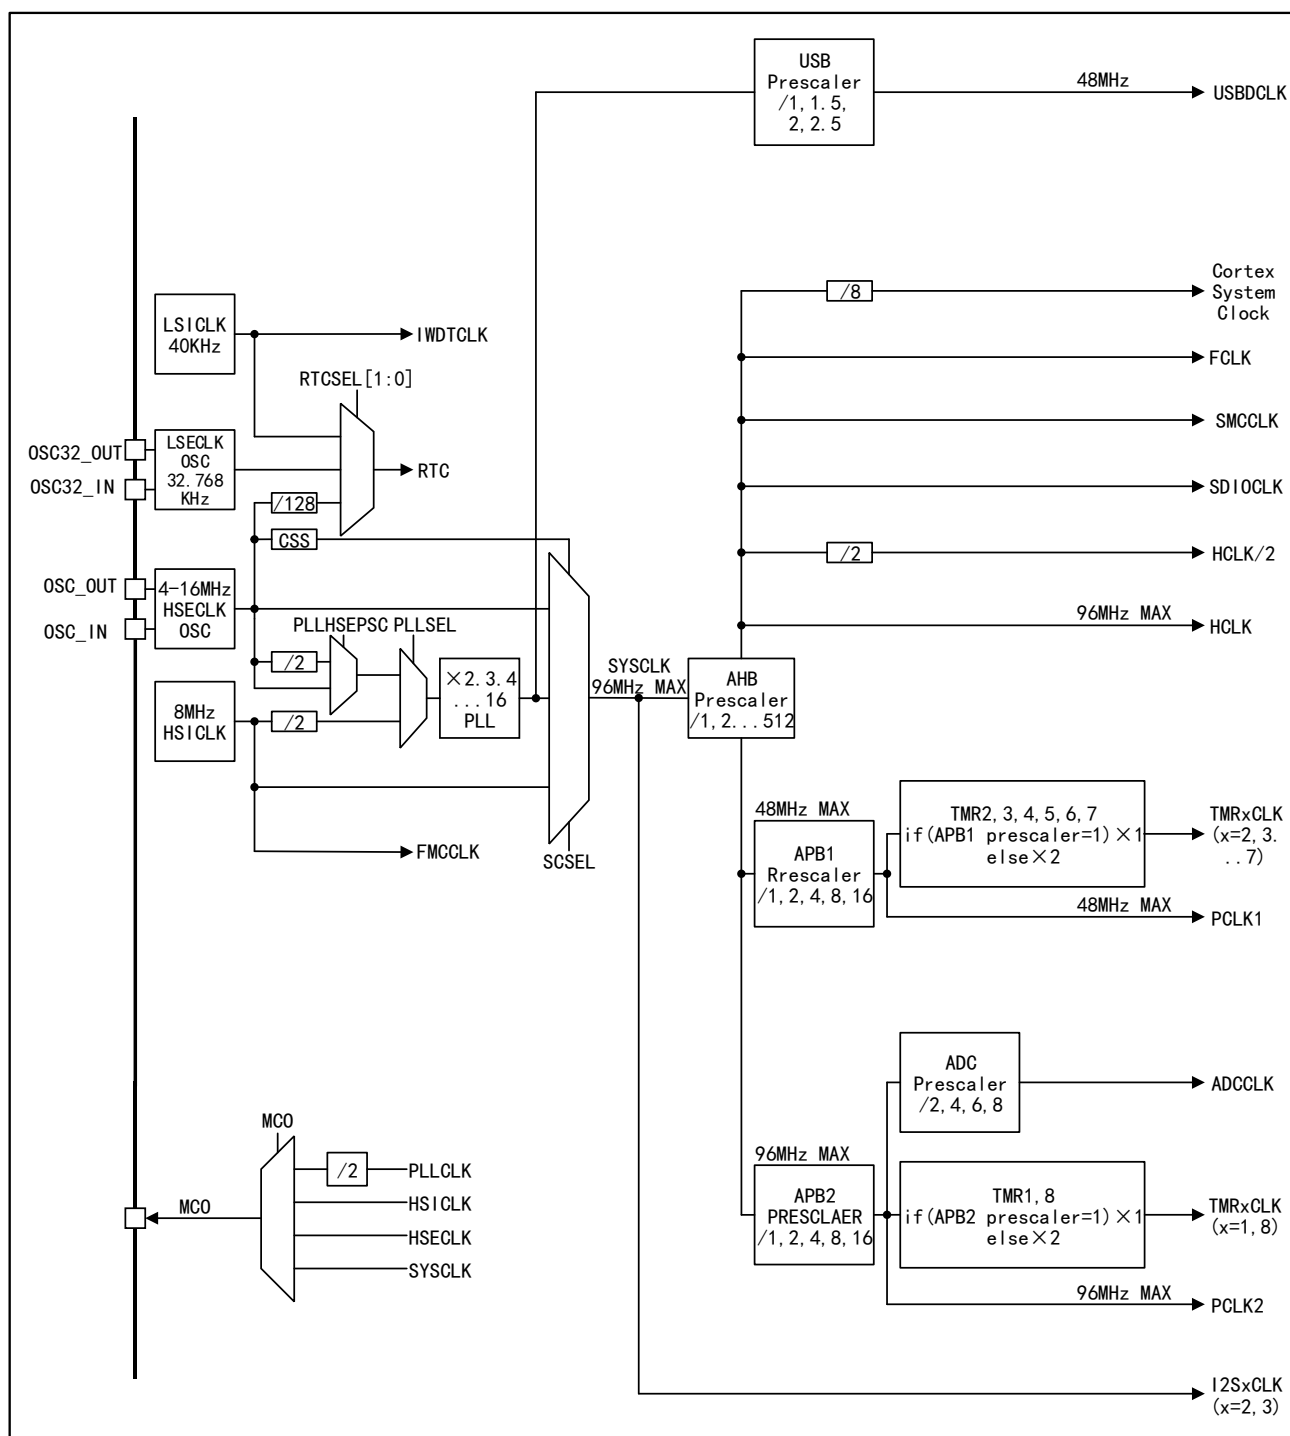 USB
Prescaler
/1, 1.5,
2, 2.5
48MHz
USBDCLK
Cortex
System
Clock
/8
LSICLK
40KHz
IWDTCLK
FCLK
RTCSEL[1:0]
SMCCLK
OSC32_OUT
OSC32_IN
LSECLK
OSC
32.768
KHz
RTC
SDIOCLK
/128
CSS
/2
HCLK/2
OSC_OUT
OSC_IN
4-16MHz
HSECLK
OSC
96MHz MAX
HCLK
PLLHSEPSC
PLLSEL
/2
×2.3.4
...16
PLL
SYSCLK
96MHz MAX
AHB
Prescaler
/1, 2...512
8MHz
HSICLK
/2
FMCCLK
SCSEL
48MHz MAX
APB1
Rrescaler
/1, 2, 4, 8, 16
TMR2, 3, 4, 5, 6, 7
if(APB1 prescaler=1)×1
else×2
TMRxCLK
(x=2, 3.
..7)
48MHz MAX
PCLK1
ADC
Prescaler
/2, 4, 6, 8
ADCCLK
MCO
/2
PLLCLK
HSICLK
HSECLK
SYSCLK
MCO
96MHz MAX
APB2
PRESCLAER
/1, 2, 4, 8, 16
TMR1, 8
if(APB2 prescaler=1)×1
else×2
TMRxCLK
(x=1, 8)
96MHz MAX
PCLK2
I2SxCLK
(x=2, 3)